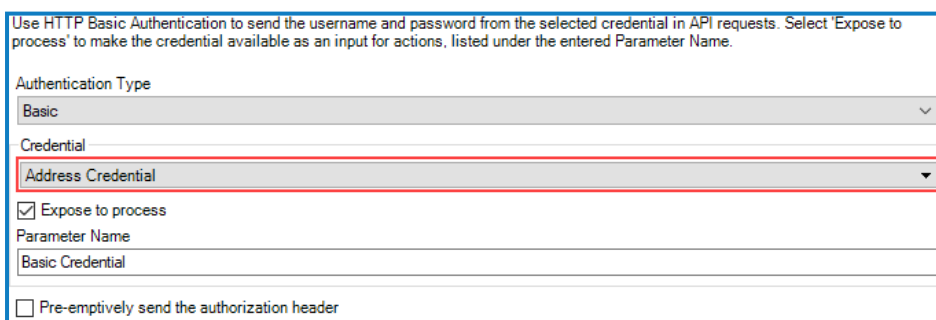 Use HTTP Basic Authentication to send the username and password from the selected credential in API requests. Select 'Expose to
process' to make the credential available as an input for actions, listed under the entered Parameter Name.
Authentication Type
Basic
Credential
Address Credential
Expose to process
Parameter Name
Basic Credential
Pre-emptively send the authorization header